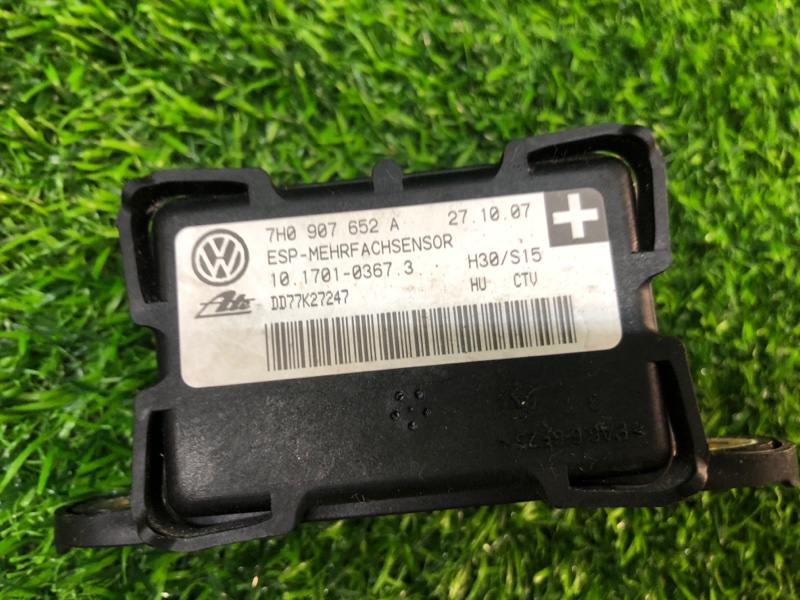 7H0 907 652 A 27.10.07
ESP-MEHRFACHSENSOR
10.1701-0367.3 H30/S15
Ate DD77K27247 HU CTV